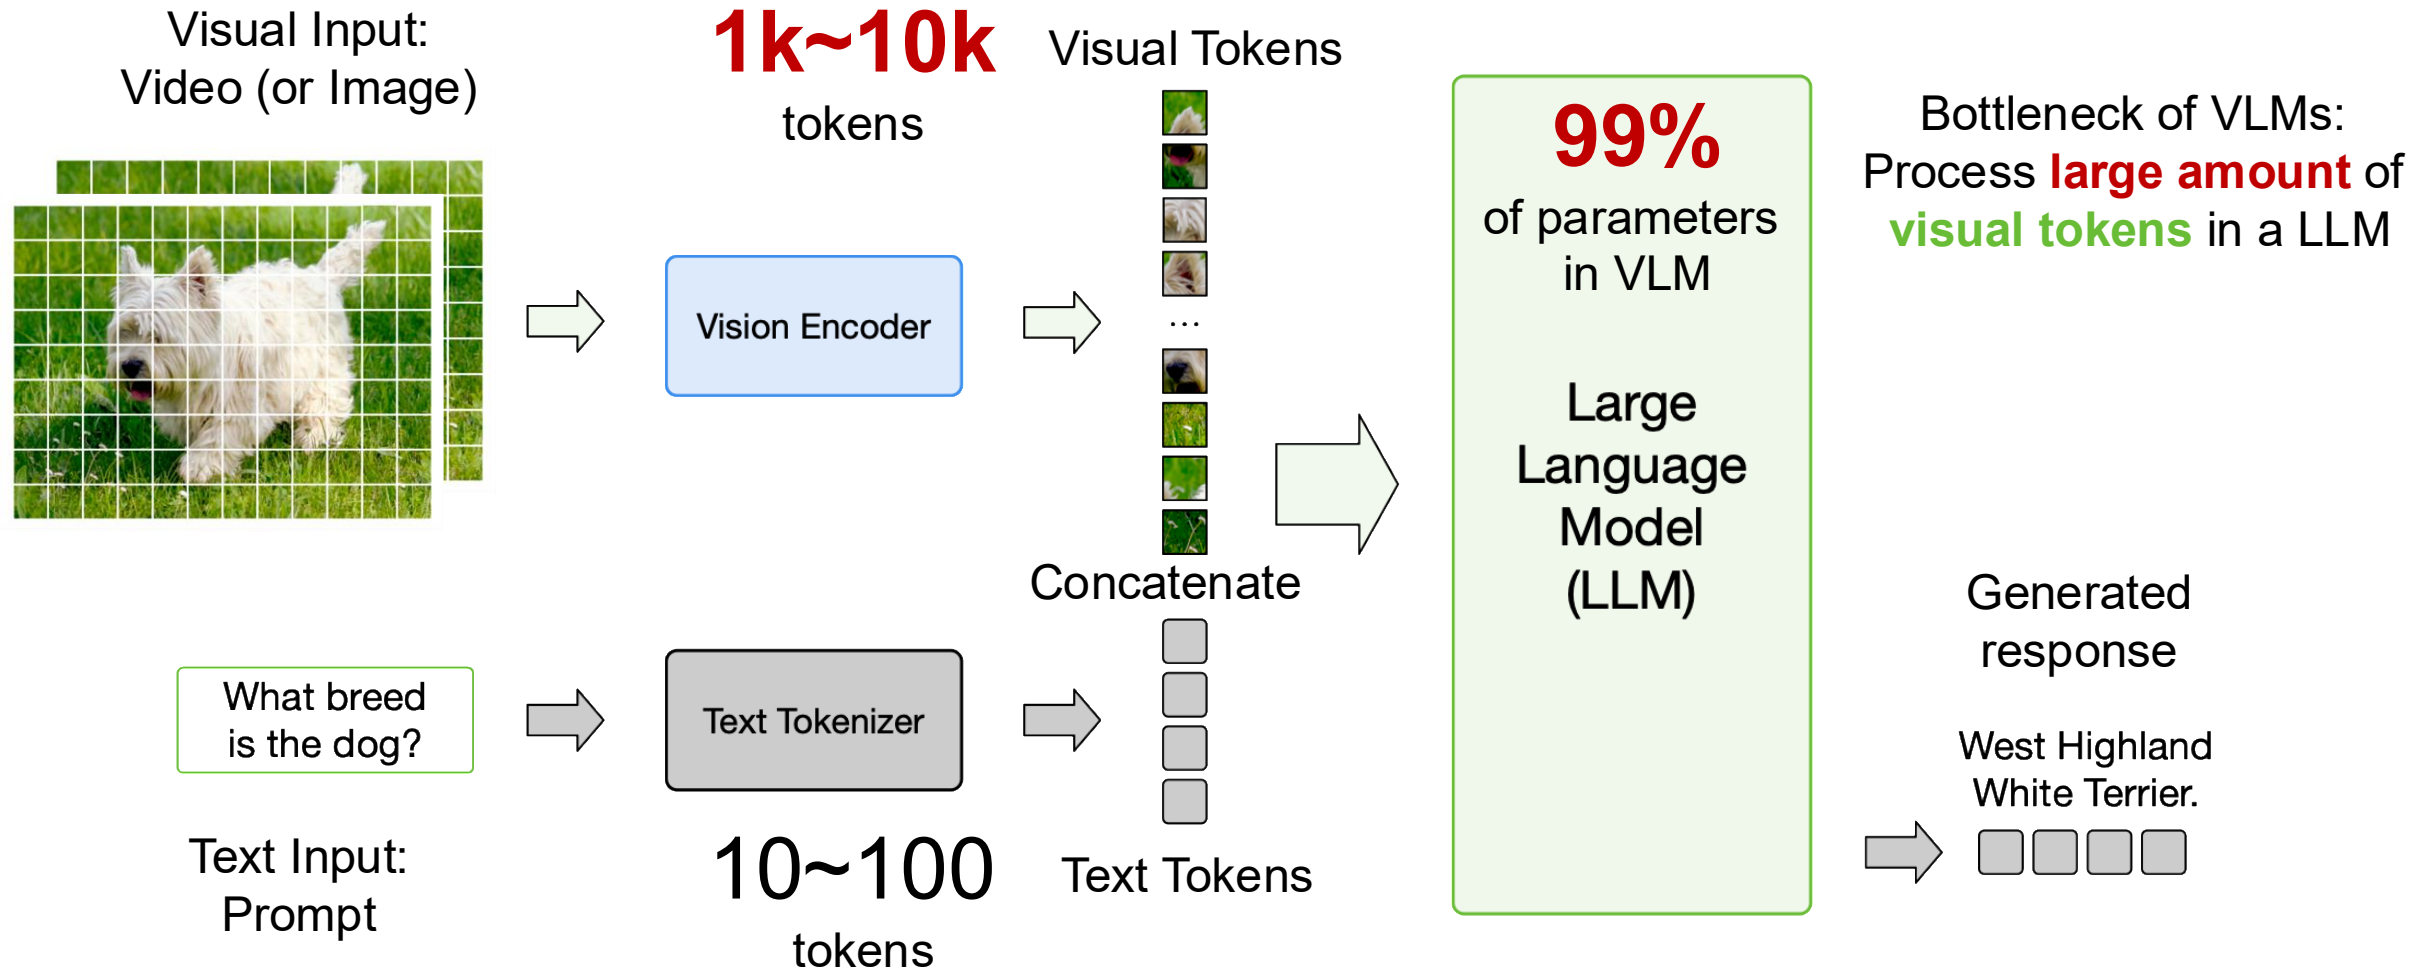 Visual Input:
Video (or Image)
1k~10k
tokens
Visual Tokens
Vision Encoder
...
Concatenate
What breed
is the dog?
Text Tokenizer
Text Input:
Prompt
10~100
tokens
Text Tokens
99%
of parameters
in VLM
Large
Language
Model
(LLM)
Bottleneck of VLMs:
Process large amount of
visual tokens in a LLM
Generated
response
West Highland
White Terrier.